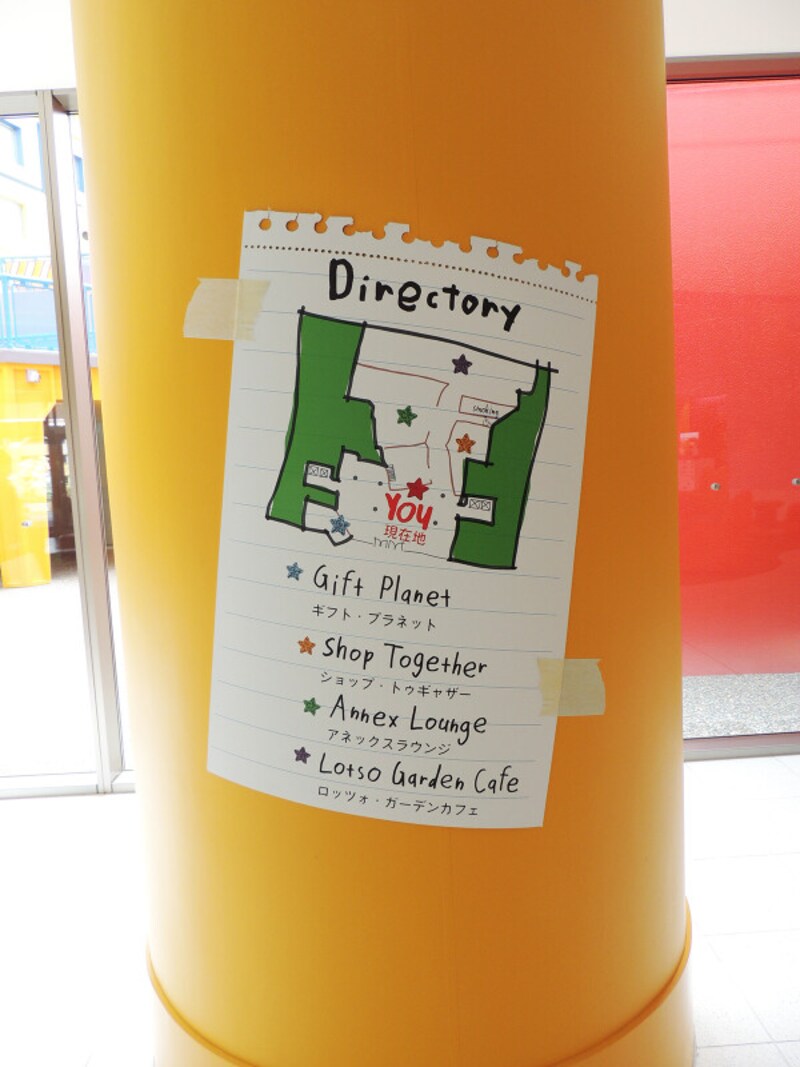 Directory
smoking
YOU
現在地
Gift Planet
ギフト・プラネット
Shop Together
ショップ・トゥギャザー
Annex Lounge
アネックスラウンジ
Lotso Garden Cafe
ロッツォ・ガーデンカフェ